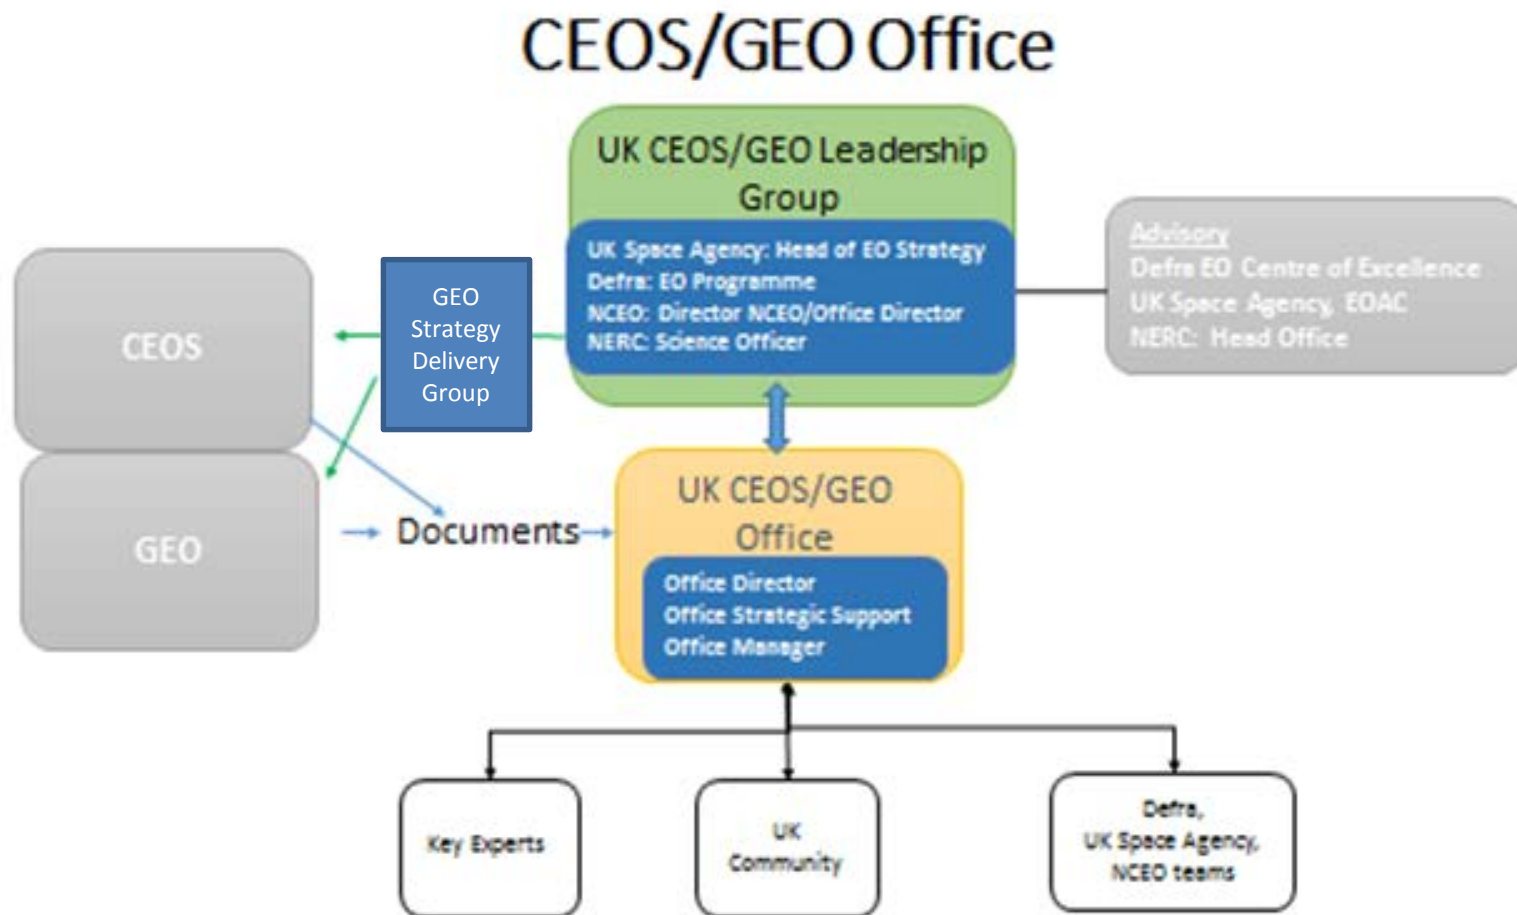 CEOS/GEO Office
UK CEOS/GEO Leadership
Group
UK Space Agency: Head of EO Strategy
Defra: EO Programme
NCEO: Director NCEO/Office Director
NERC: Science Officer
Advisory
Defra EO Centre of Excellence
UK Space Agency, EOAC
NERC: Head Office
GEO
Strategy
Delivery
Group
CEOS
GEO
Documents
UK CEOS/GEO
Office
Office Director
Office Strategic Support
Office Manager
Key Experts
UK
Community
Defra,
UK Space Agency,
NCEO teams